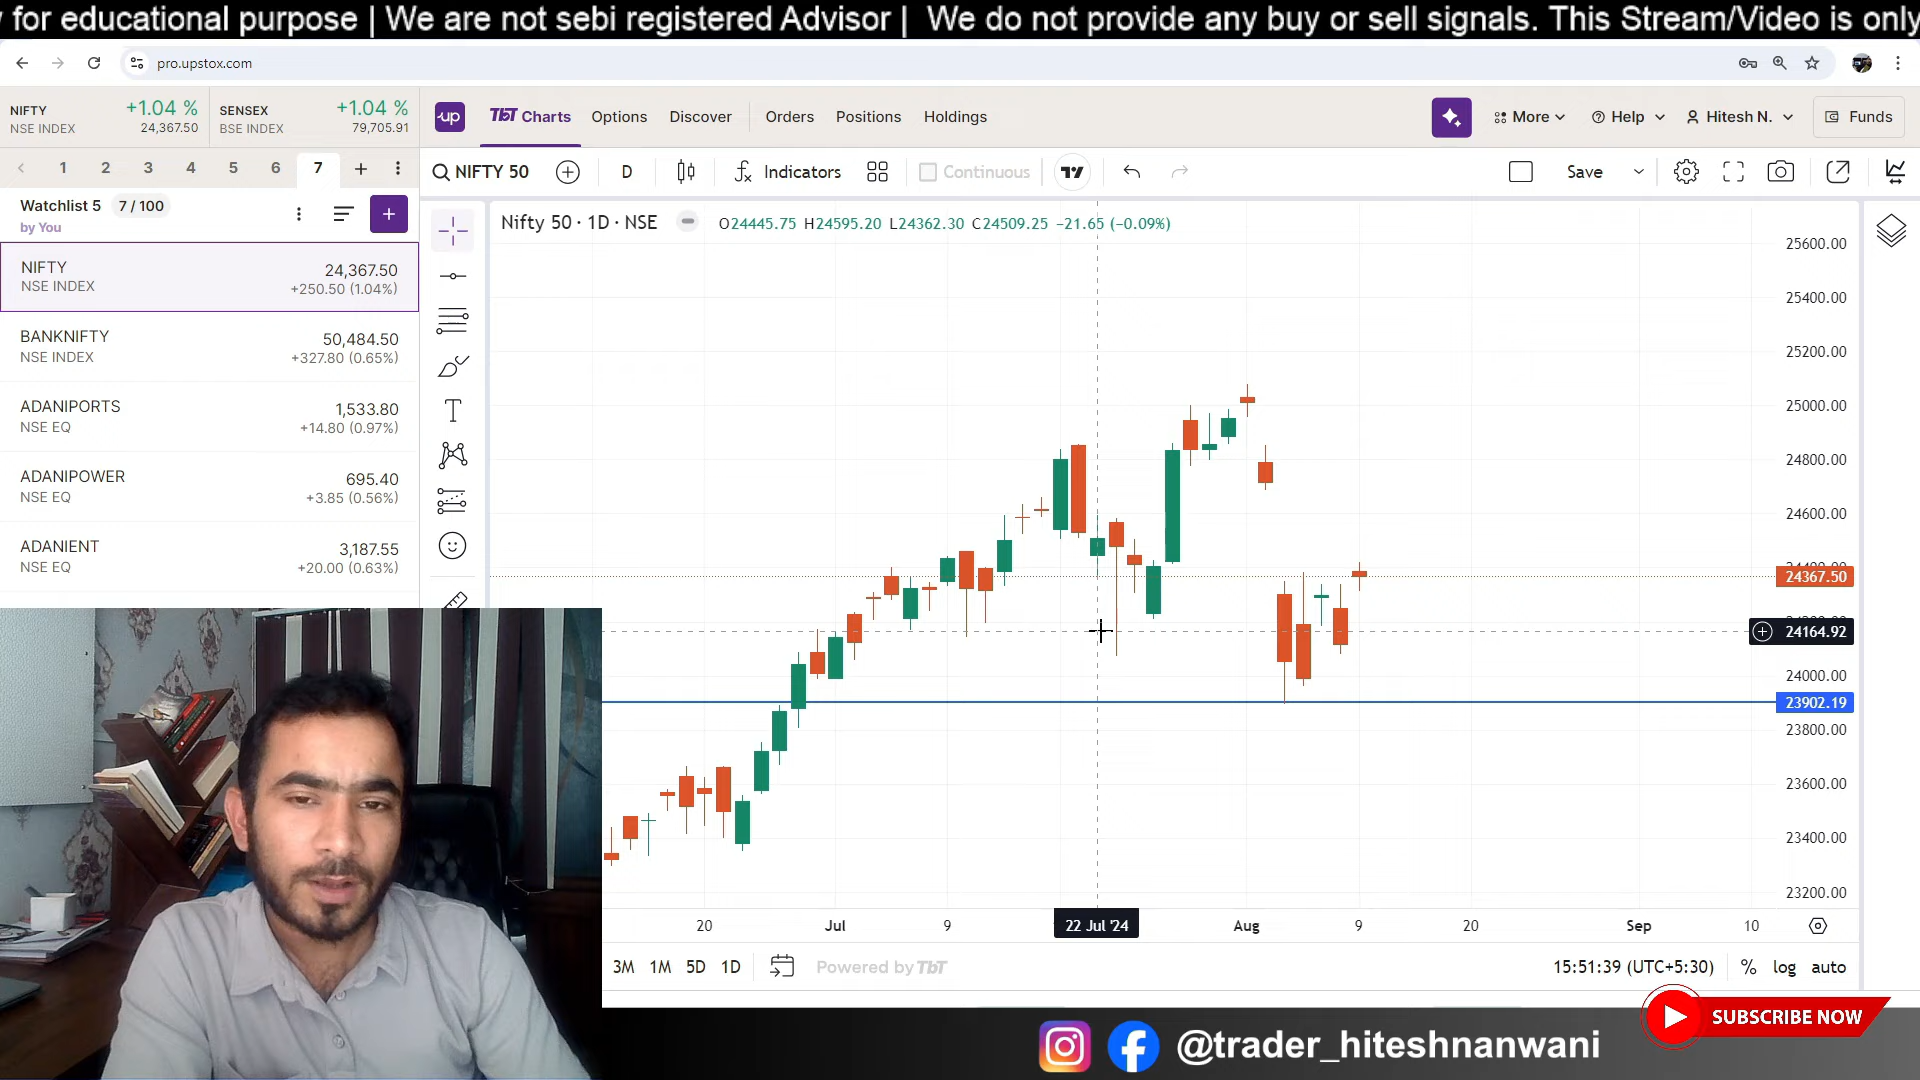 for educational purpose | We are not sebi registered Advisor | We do not provide any buy or sell signals. This Stream/Video is only
pro.upstox.com
NIFTY +1.04 %
NSE INDEX 24,367.50
SENSEX +1.04 %
BSE INDEX 79,705.91
up TbT Charts Options Discover Orders Positions Holdings More Help Hitesh N. Funds
1 2 3 4 5 6 7 +
NIFTY 50 D Indicators Continuous Save
Watchlist 5 7 / 100
by You
Nifty 50 · 1D · NSE O24445.75 H24595.20 L24362.30 C24509.25 −21.65 (−0.09%)
NIFTY 24,367.50
NSE INDEX +250.50 (1.04%)
BANKNIFTY 50,484.50
NSE INDEX +327.80 (0.65%)
ADANIPORTS 1,533.80
NSE EQ +14.80 (0.97%)
ADANIPOWER 695.40
NSE EQ +3.85 (0.56%)
ADANIENT 3,187.55
NSE EQ +20.00 (0.63%)
25600.00
25400.00
25200.00
25000.00
24800.00
24600.00
24367.50
24164.92
24000.00
23902.19
23800.00
23600.00
23400.00
23200.00
20 Jul 9 22 Jul '24 Aug 9 20 Sep 10
3M 1M 5D 1D Powered by TbT 15:51:39 (UTC+5:30) % log auto
SUBSCRIBE NOW
@trader_hiteshnanwani